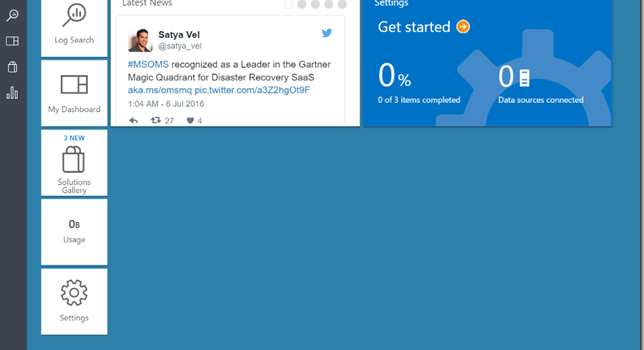 Latest News
Settings
Log Search
Satya Vel
@satya_vel
#MSOMS recognized as a Leader in the Gartner
Magic Quadrant for Disaster Recovery SaaS
aka.ms/omsmq pic.twitter.com/a3Z2hgOt9F
1:04 AM - 6 Jul 2016
27
4
Get started
0 %
0 of 3 items completed
0
Data sources connected
My Dashboard
3 NEW
Solutions
Gallery
0B
Usage
Settings